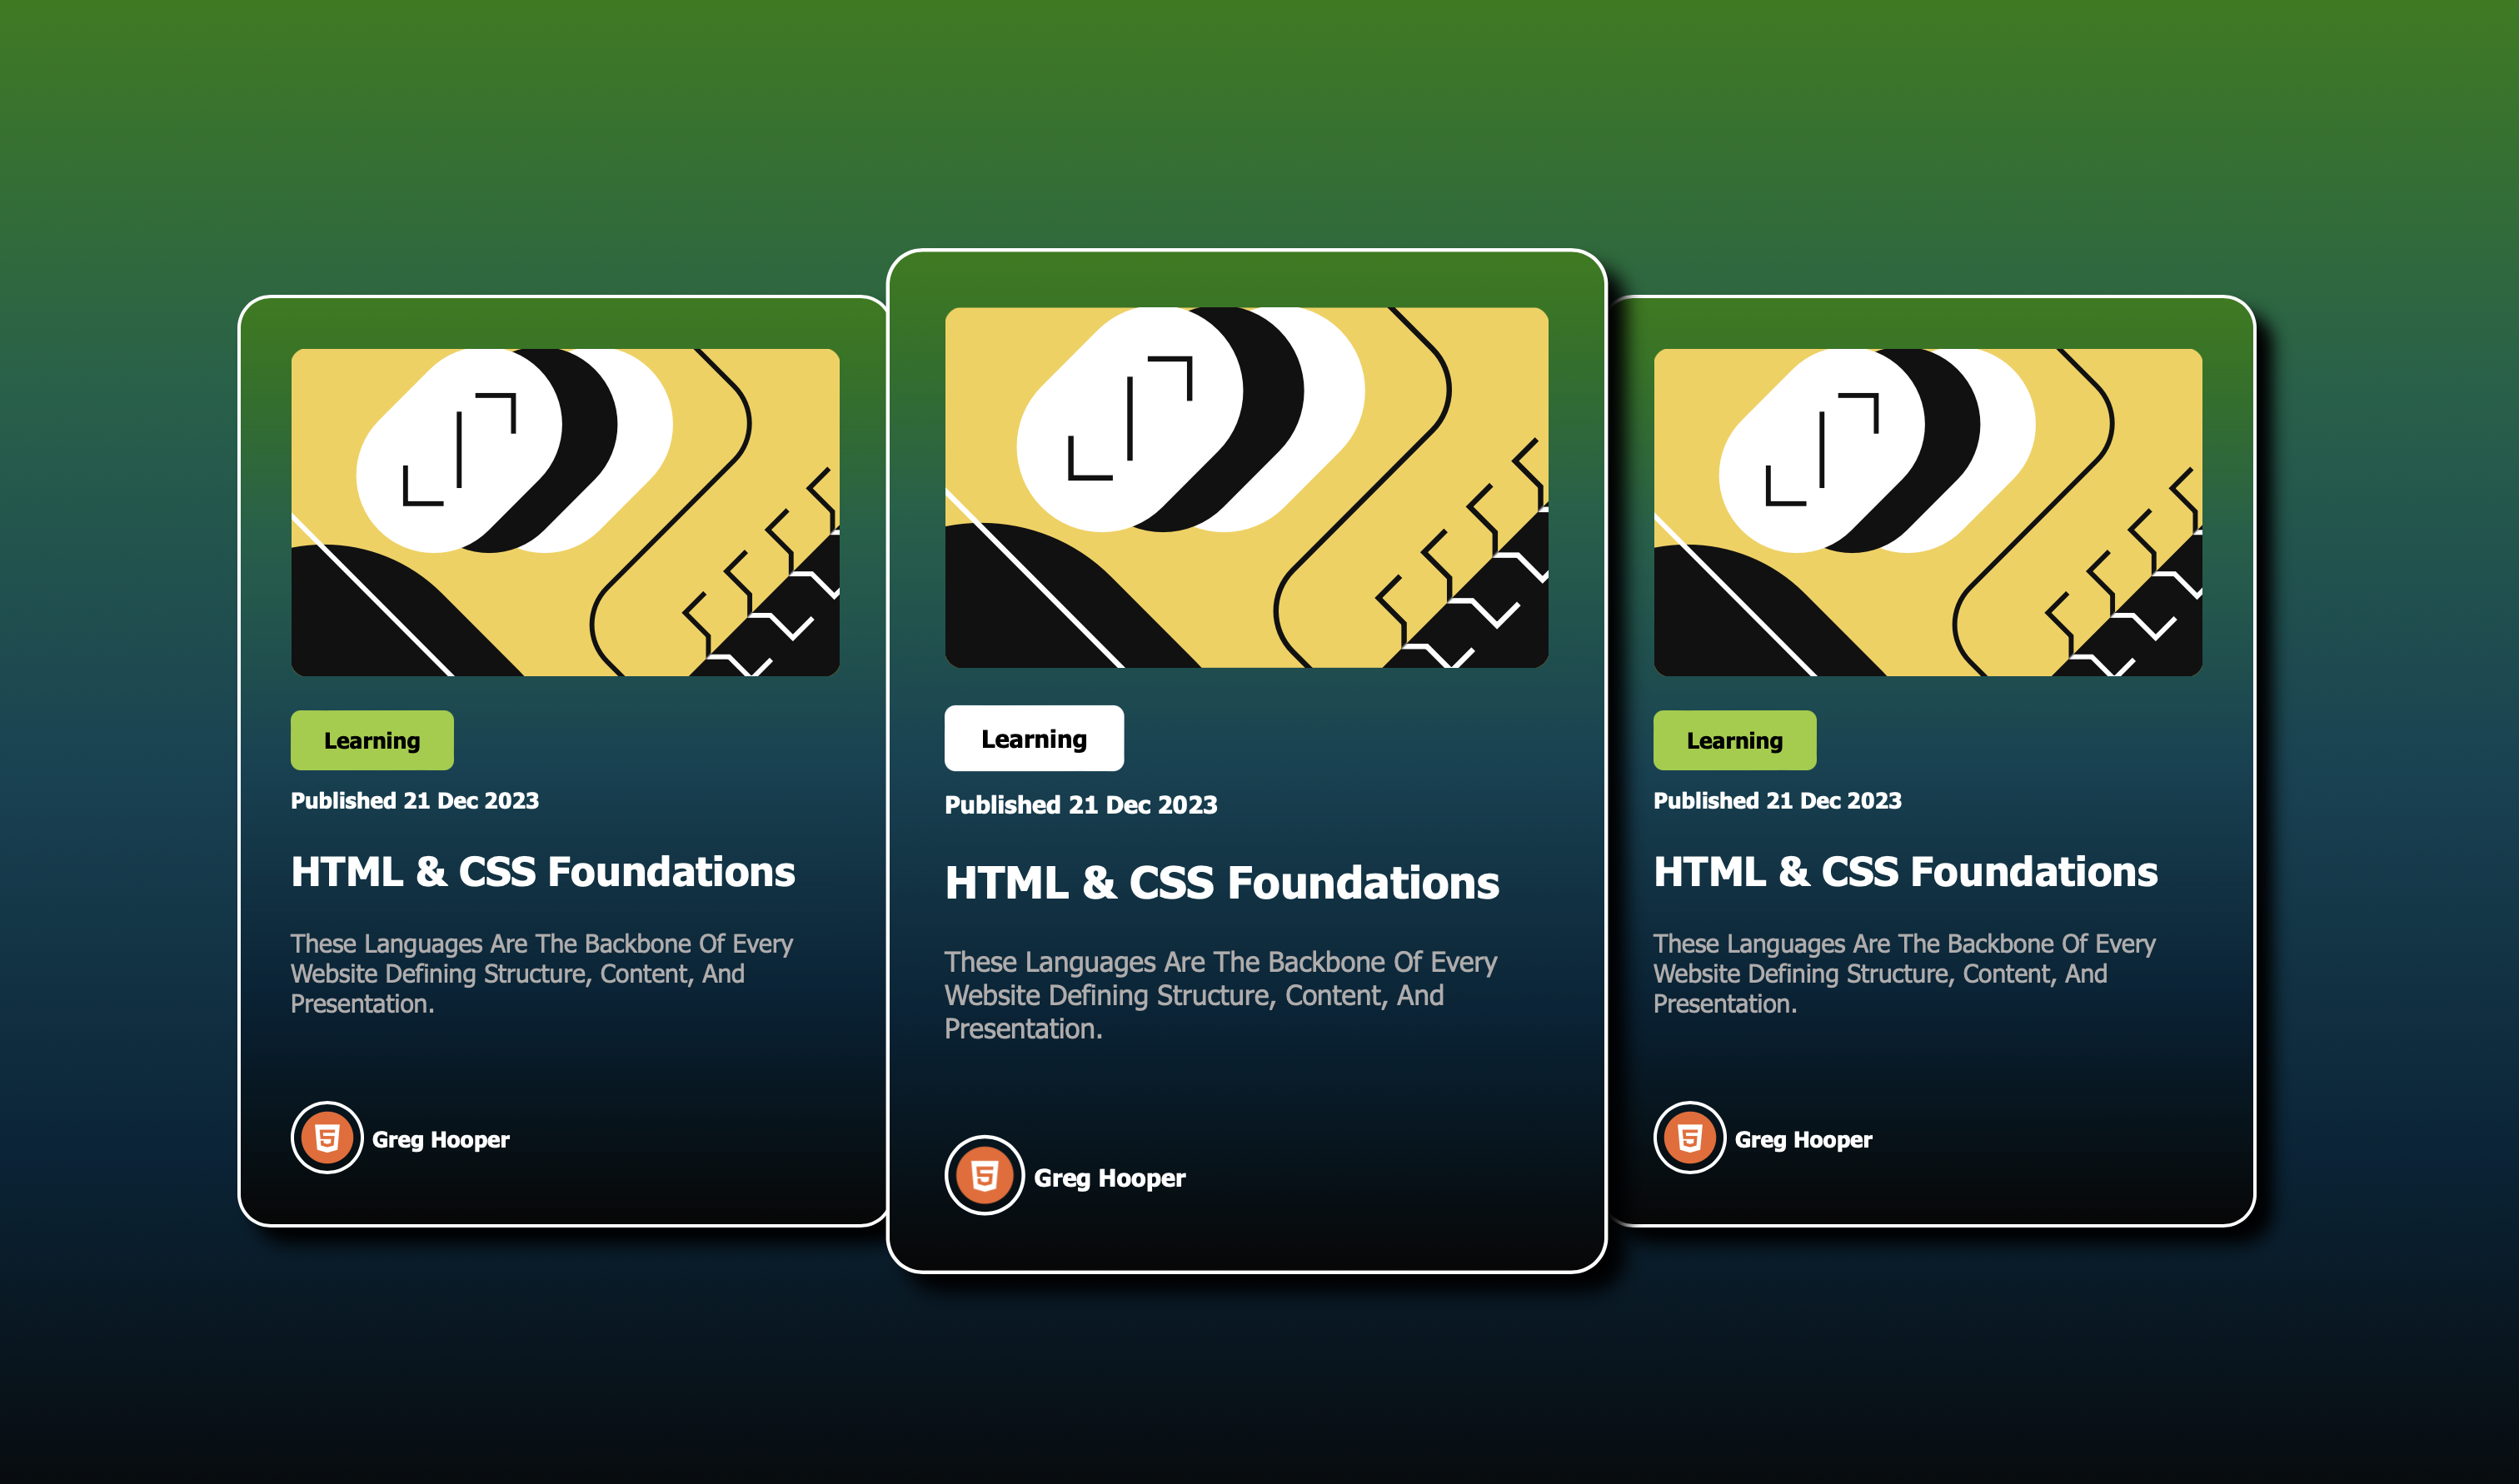 Learning
Published 21 Dec 2023
HTML & CSS Foundations
These Languages Are The Backbone Of Every
Website Defining Structure, Content, And
Presentation.
Greg Hooper
Learning
Published 21 Dec 2023
HTML & CSS Foundations
These Languages Are The Backbone Of Every
Website Defining Structure, Content, And
Presentation.
Greg Hooper
Learning
Published 21 Dec 2023
HTML & CSS Foundations
These Languages Are The Backbone Of Every
Website Defining Structure, Content, And
Presentation.
Greg Hooper